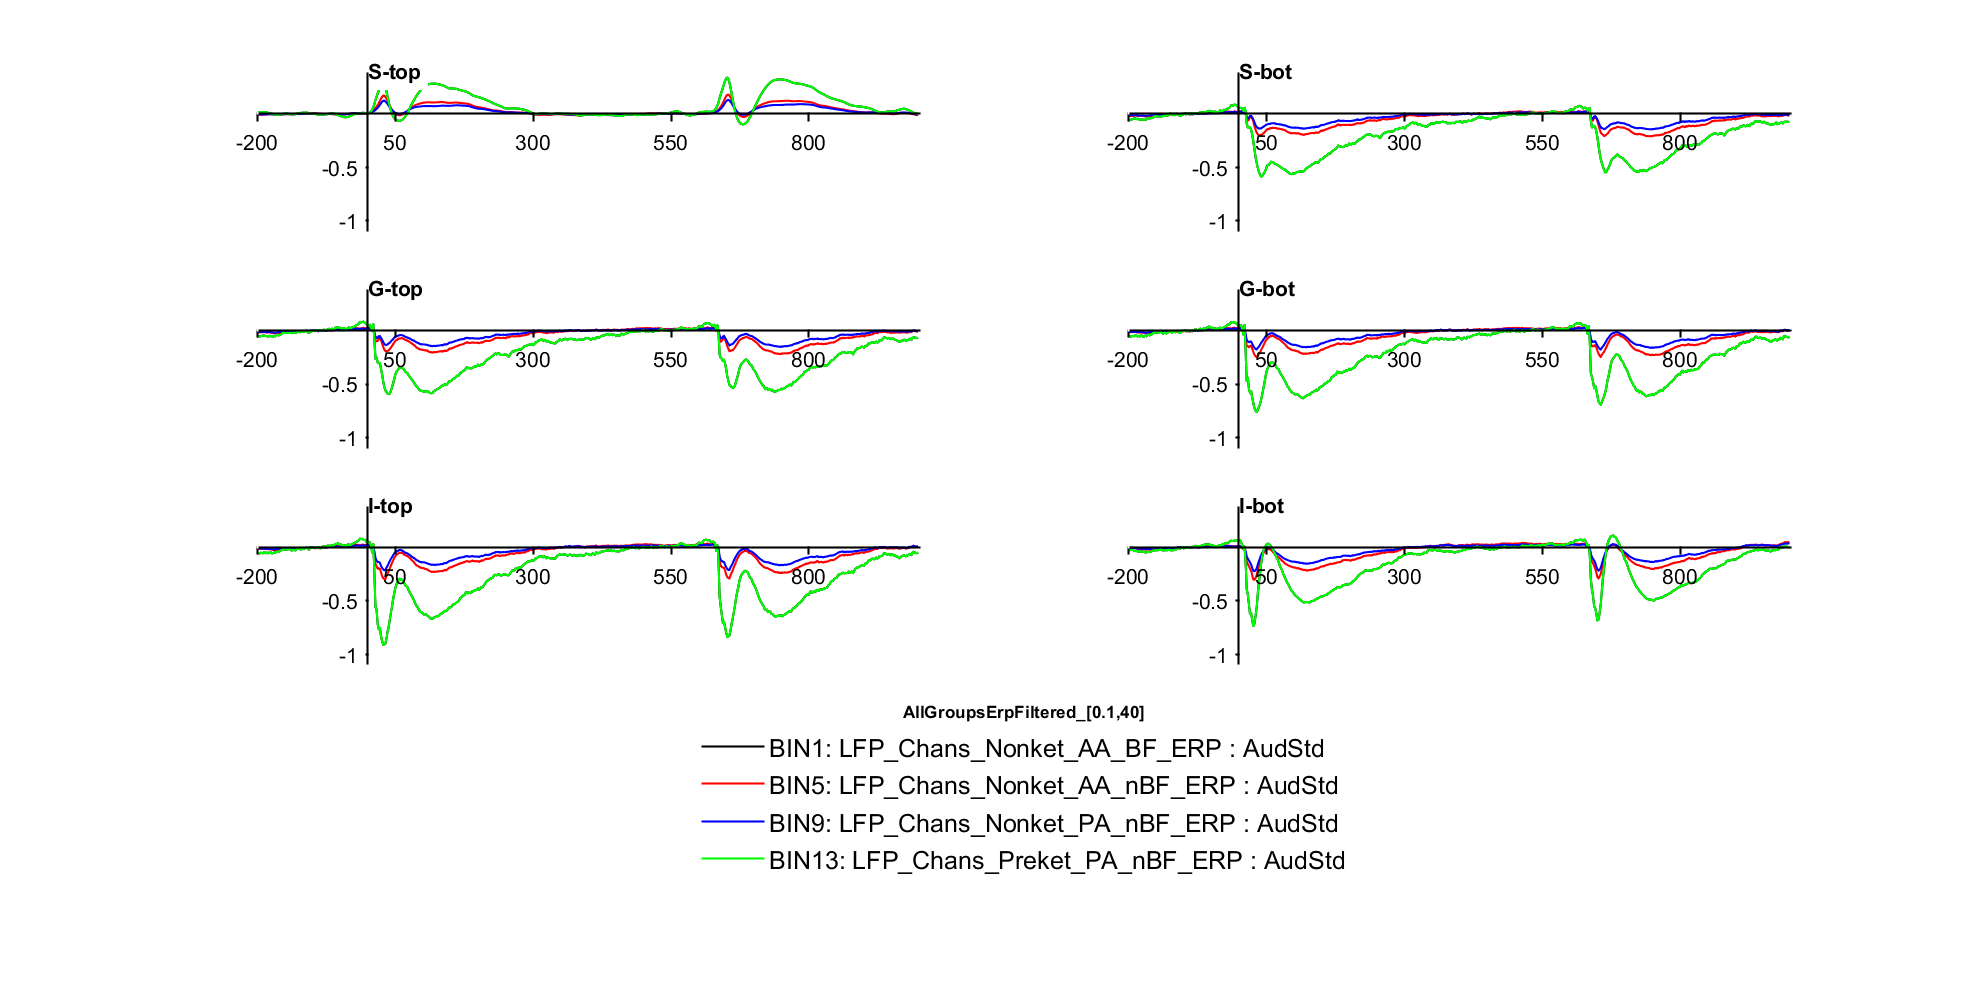 S-top
S-bot
-200 50 300 550 800
-200 50 300 550 800
-0.5
-0.5
-1
-1
G-top
G-bot
-200 50 300 550 800
-200 50 300 550 800
-0.5
-0.5
-1
-1
I-top
I-bot
-200 50 300 550 800
-200 50 300 550 800
-0.5
-0.5
-1
-1
AllGroupsErpFiltered_[0.1,40]
BIN1: LFP_Chans_Nonket_AA_BF_ERP : AudStd
BIN5: LFP_Chans_Nonket_AA_nBF_ERP : AudStd
BIN9: LFP_Chans_Nonket_PA_nBF_ERP : AudStd
BIN13: LFP_Chans_Preket_PA_nBF_ERP : AudStd